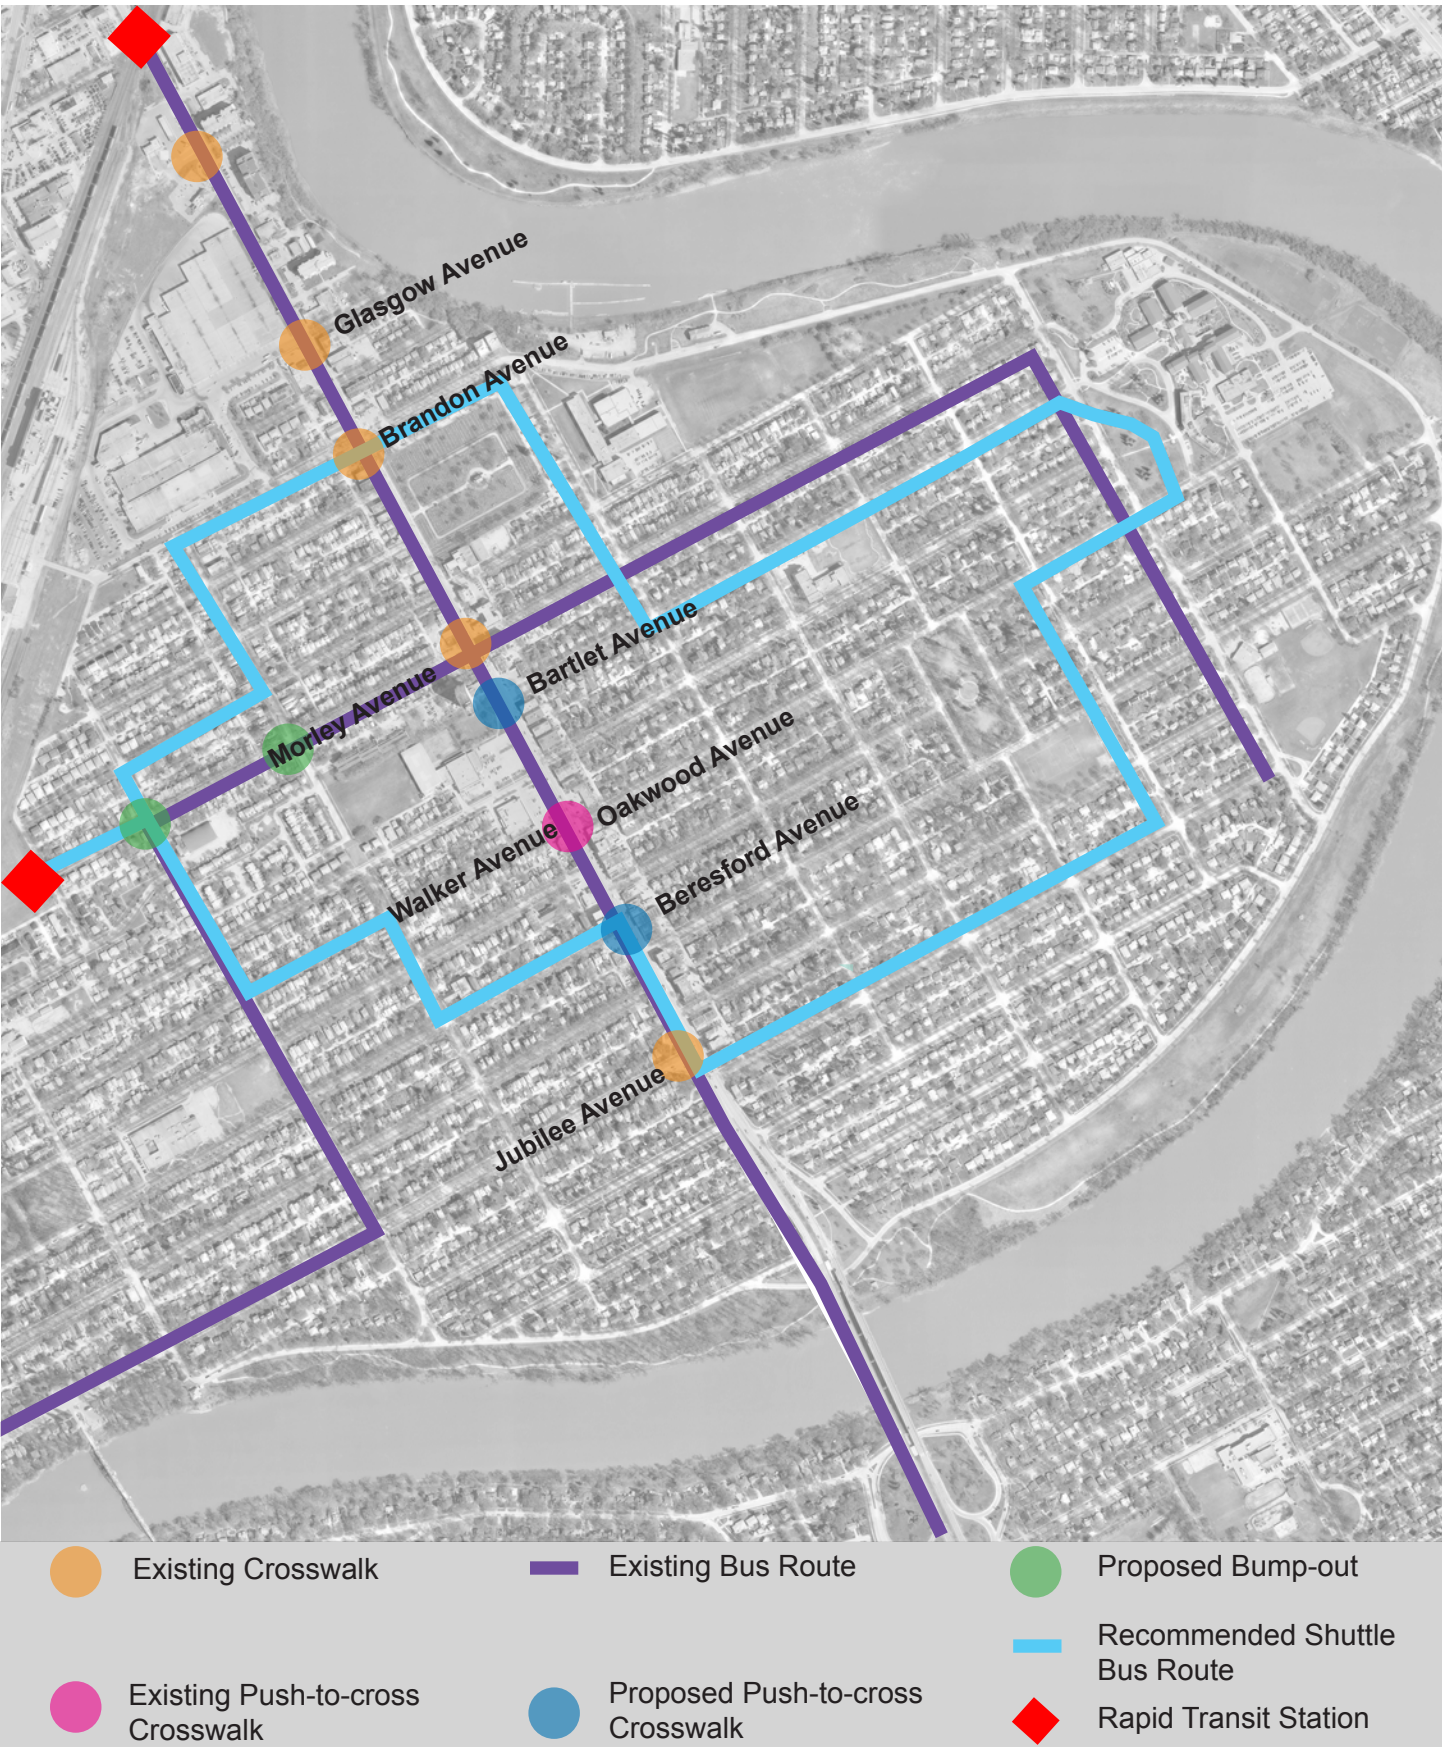 Glasgow Avenue
Brandon Avenue
Bartlet Avenue
Morley Avenue
Oakwood Avenue
Walker Avenue
Beresford Avenue
Jubilee Avenue
Existing Crosswalk
Existing Bus Route
Proposed Bump-out
Recommended Shuttle
Bus Route
Existing Push-to-cross
Crosswalk
Proposed Push-to-cross
Crosswalk
Rapid Transit Station